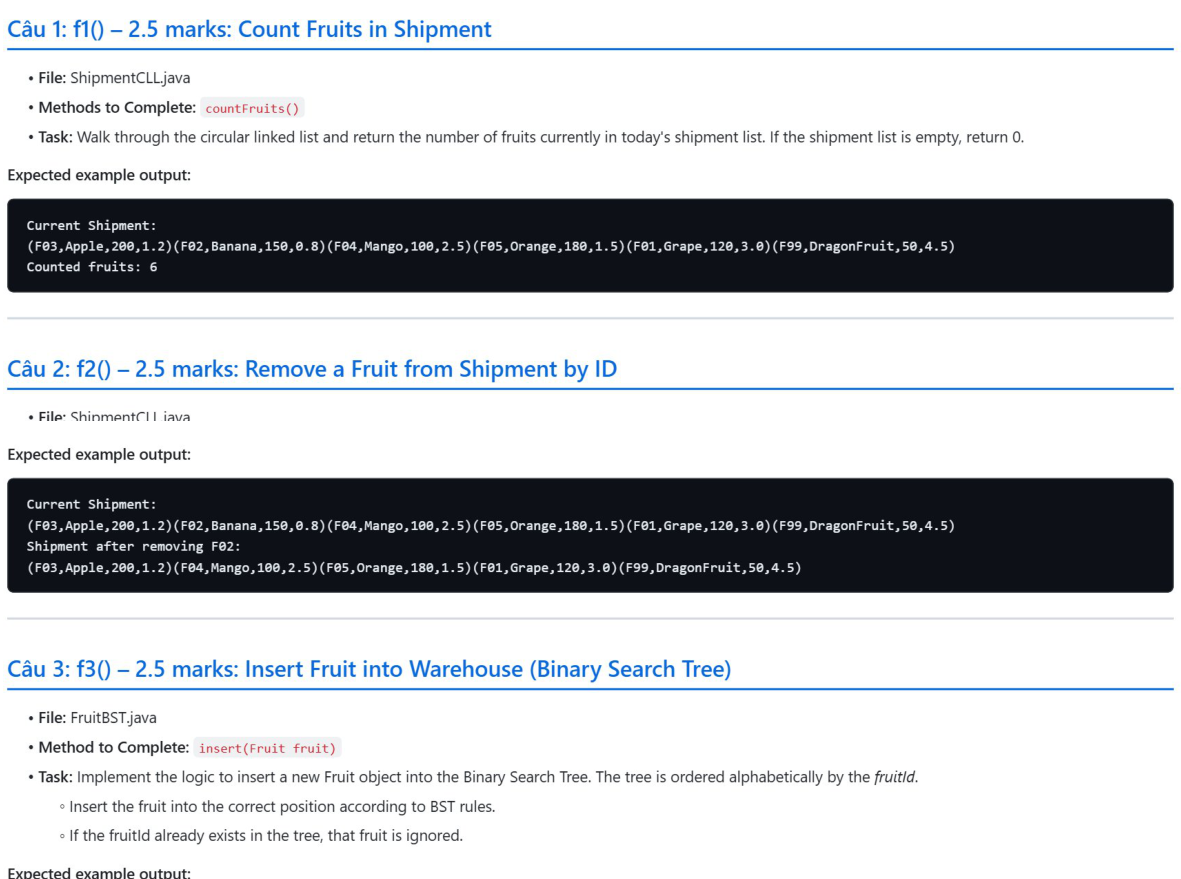 Câu 1: f1() – 2.5 marks: Count Fruits in Shipment
• File: ShipmentCLL.java
• Methods to Complete: countFruits()
• Task: Walk through the circular linked list and return the number of fruits currently in today's shipment list. If the shipment list is empty, return 0.
Expected example output:
Current Shipment:
(F03,Apple,200,1.2)(F02,Banana,150,0.8)(F04,Mango,100,2.5)(F05,Orange,180,1.5)(F01,Grape,120,3.0)(F99,DragonFruit,50,4.5)
Counted fruits: 6
Câu 2: f2() – 2.5 marks: Remove a Fruit from Shipment by ID
• File: ShipmentCLL.java
Expected example output:
Current Shipment:
(F03,Apple,200,1.2)(F02,Banana,150,0.8)(F04,Mango,100,2.5)(F05,Orange,180,1.5)(F01,Grape,120,3.0)(F99,DragonFruit,50,4.5)
Shipment after removing F02:
(F03,Apple,200,1.2)(F04,Mango,100,2.5)(F05,Orange,180,1.5)(F01,Grape,120,3.0)(F99,DragonFruit,50,4.5)
Câu 3: f3() – 2.5 marks: Insert Fruit into Warehouse (Binary Search Tree)
• File: FruitBST.java
• Method to Complete: insert(Fruit fruit)
• Task: Implement the logic to insert a new Fruit object into the Binary Search Tree. The tree is ordered alphabetically by the fruitId.
◦ Insert the fruit into the correct position according to BST rules.
◦ If the fruitId already exists in the tree, that fruit is ignored.
Expected example output: